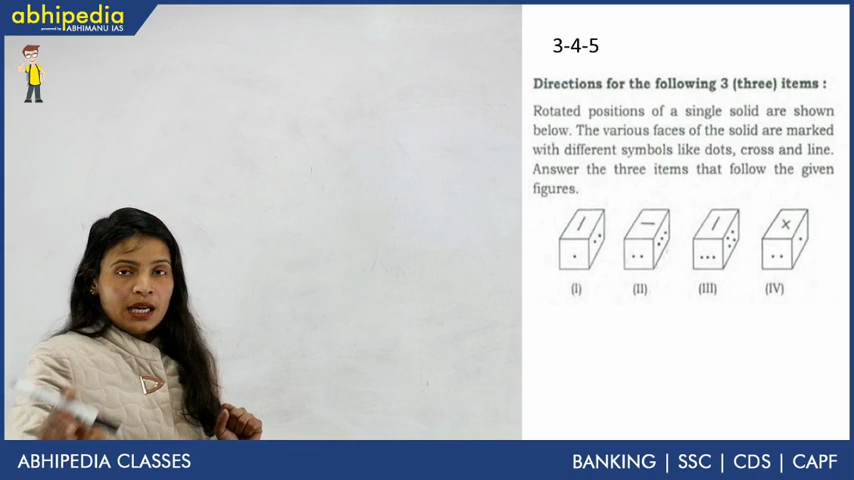 abhipedia
powered by ABHIMANU IAS
3-4-5
Directions for the following 3 (three) items :
Rotated positions of a single solid are shown
below. The various faces of the solid are marked
with different symbols like dots, cross and line.
Answer the three items that follow the given
figures.
(I) (II) (III) (IV)
ABHIPEDIA CLASSES
BANKING | SSC | CDS | CAPF